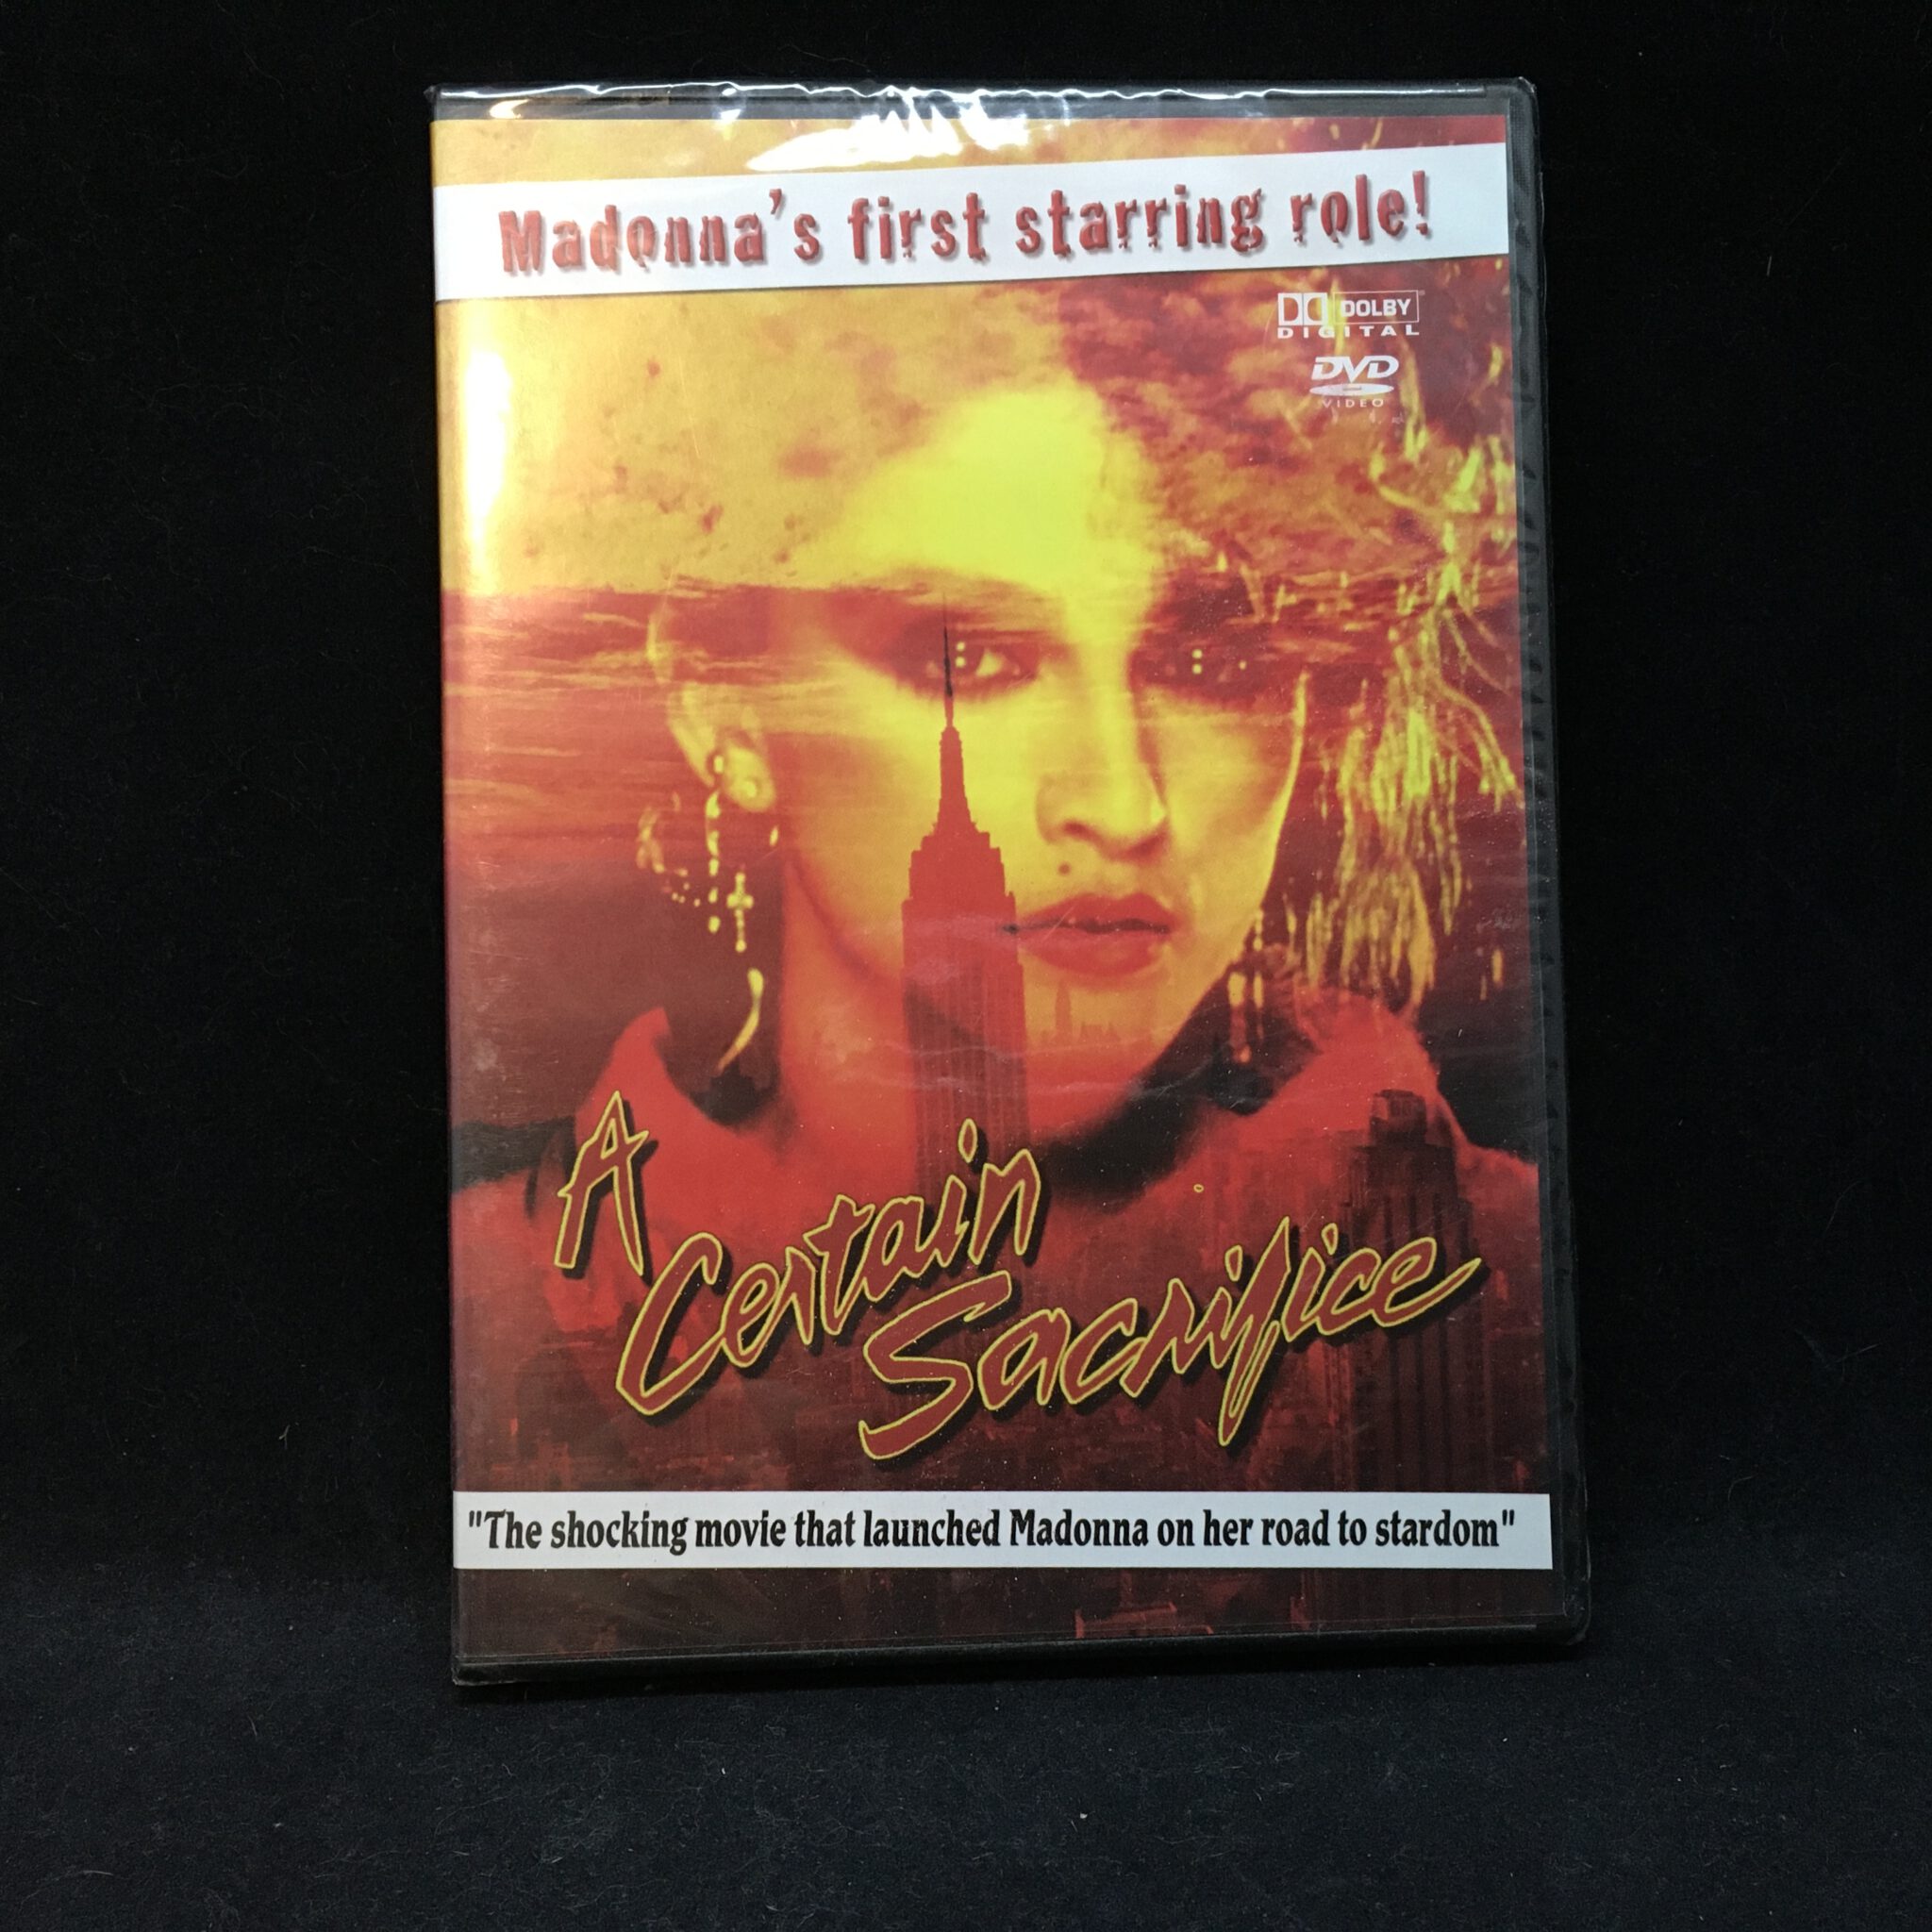 Madonna's first starring role!
DOLBY
DIGITAL
DVD
VIDEO
A
Certain
Sacrifice
"The shocking movie that launched Madonna on her road to stardom"